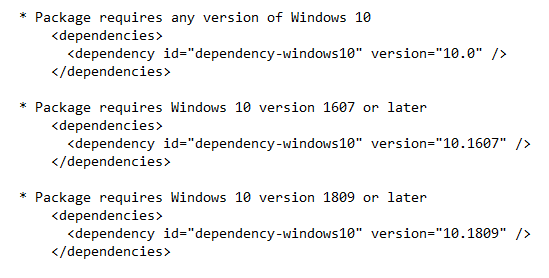 * Package requires any version of Windows 10
<dependencies>
<dependency id="dependency-windows10" version="10.0" />
</dependencies>
* Package requires Windows 10 version 1607 or later
<dependencies>
<dependency id="dependency-windows10" version="10.1607" />
</dependencies>
* Package requires Windows 10 version 1809 or later
<dependencies>
<dependency id="dependency-windows10" version="10.1809" />
</dependencies>